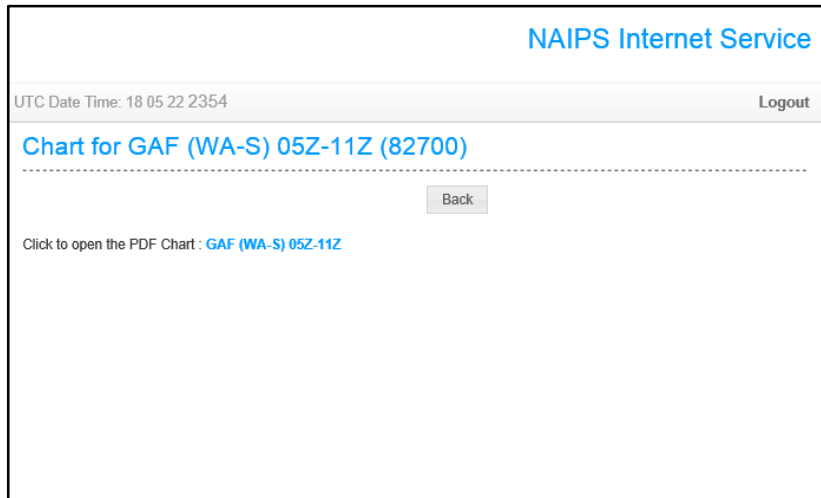 NAIPS Internet Service
UTC Date Time: 18 05 22 2354 Logout
Chart for GAF (WA-S) 05Z-11Z (82700)
Back
Click to open the PDF Chart : GAF (WA-S) 05Z-11Z